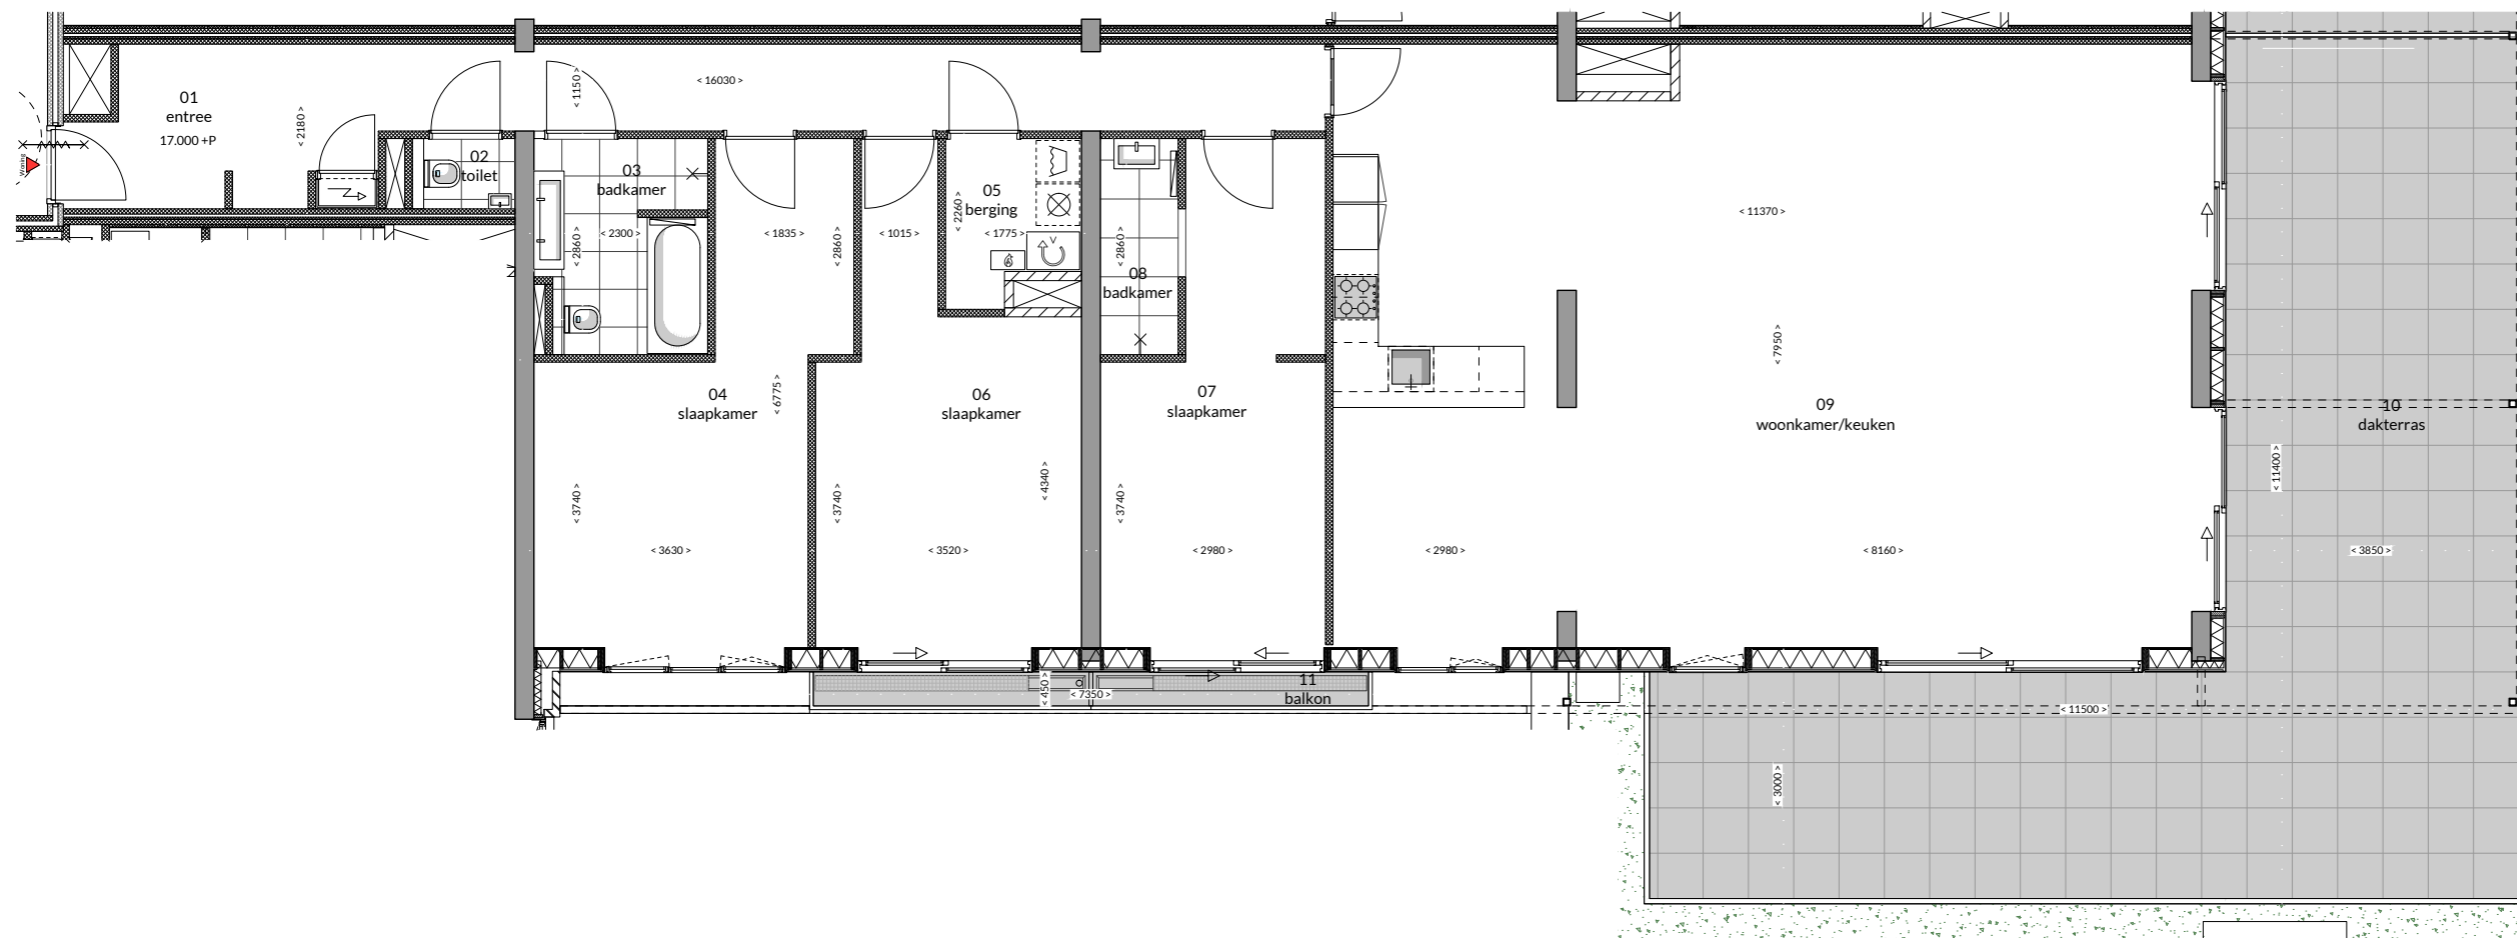 01
entree
17.000 +P
< 2180 >
Woning
02
toilet
< 1150 >
< 16030 >
03
badkamer
< 2860 >
< 2300 >
< 1835 >
< 2860 >
< 1015 >
05
berging
< 2260 >
< 1775 >
V
< 2860 >
08
badkamer
< 11370 >
< 7950 >
04
slaapkamer
< 6775 >
06
slaapkamer
07
slaapkamer
09
woonkamer/keuken
10
dakterras
< 3740 >
< 3740 >
< 4340 >
< 3740 >
< 11400 >
< 3630 >
< 3520 >
< 2980 >
< 2980 >
< 8160 >
< 3850 >
11
balkon
< 450 >
< 7350 >
< 11500 >
< 3000 >